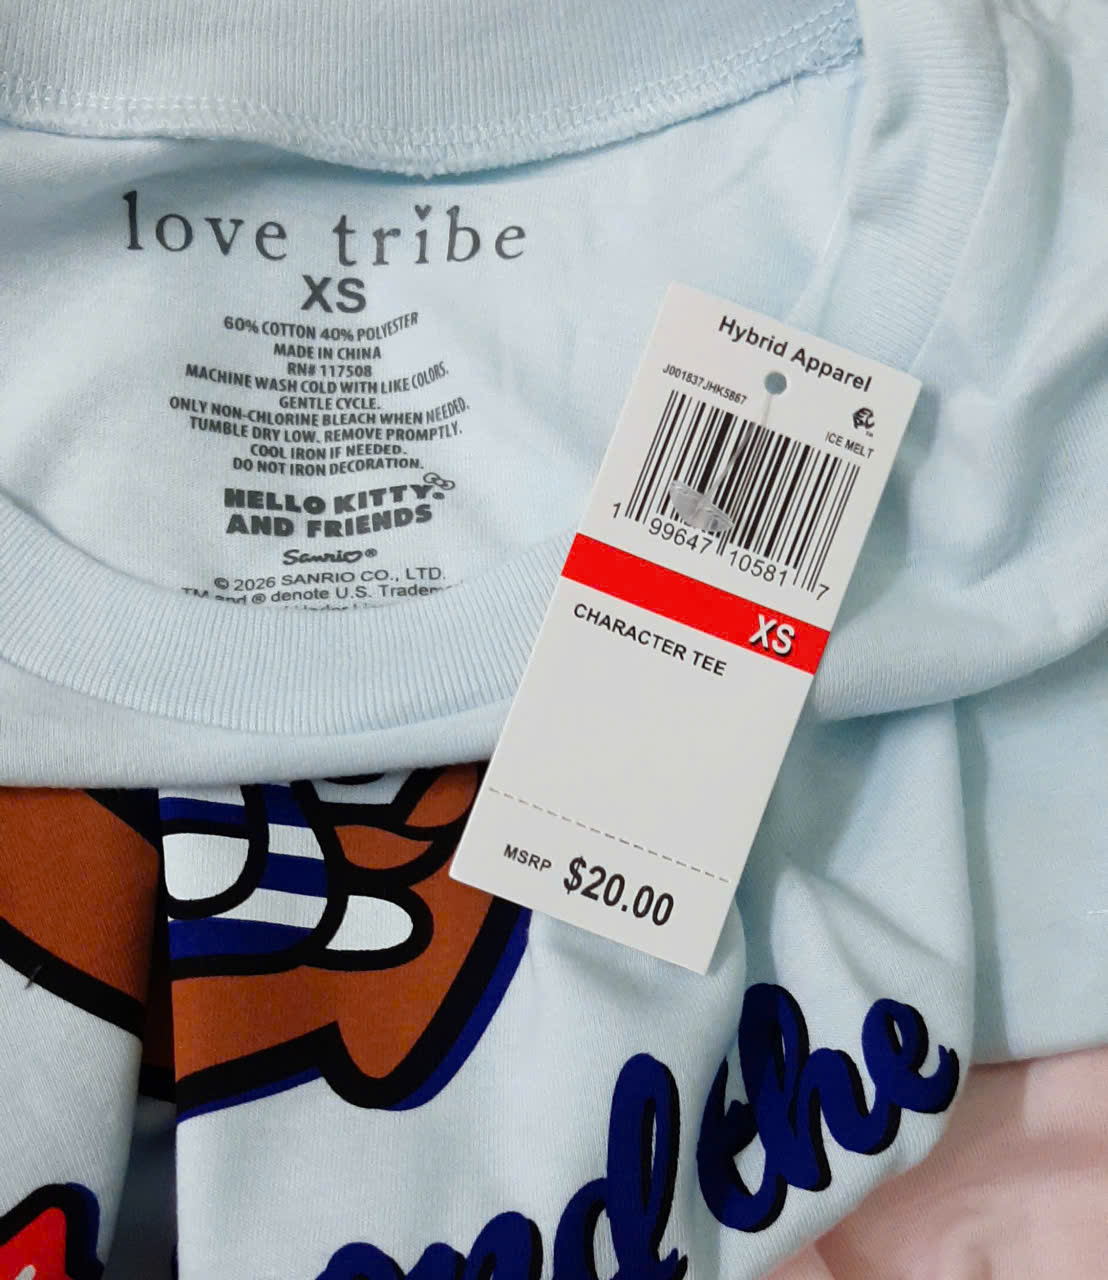 love tribe
XS
60% COTTON 40% POLYESTER
MADE IN CHINA
RN# 117508
MACHINE WASH COLD WITH LIKE COLORS.
GENTLE CYCLE.
ONLY NON-CHLORINE BLEACH WHEN NEEDED.
TUMBLE DRY LOW. REMOVE PROMPTLY.
COOL IRON IF NEEDED.
DO NOT IRON DECORATION.
HELLO KITTY®
AND FRIENDS
Sanrio®
© 2026 SANRIO CO., LTD.
TM and ® denote U.S.
Hybrid Apparel
J001837JHK5867
ICE MELT
1 99647 10581 7
XS
CHARACTER TEE
MSRP $20.00
the